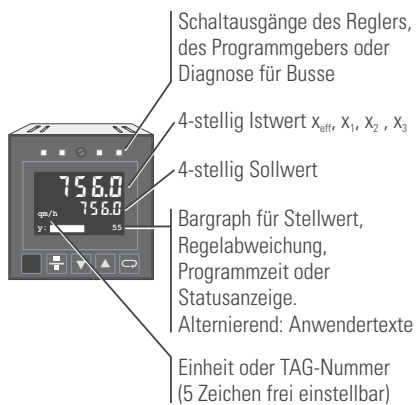 Schaltausgänge des Reglers,
des Programmgebers oder
Diagnose für Busse
4-stellig Istwert xeff, x1, x2 , x3
4-stellig Sollwert
756.0
756.0
qm/h
y: 55
Bargraph für Stellwert,
Regelabweichung,
Programmzeit oder
Statusanzeige.
Alternierend: Anwendertexte
Einheit oder TAG-Nummer
(5 Zeichen frei einstellbar)